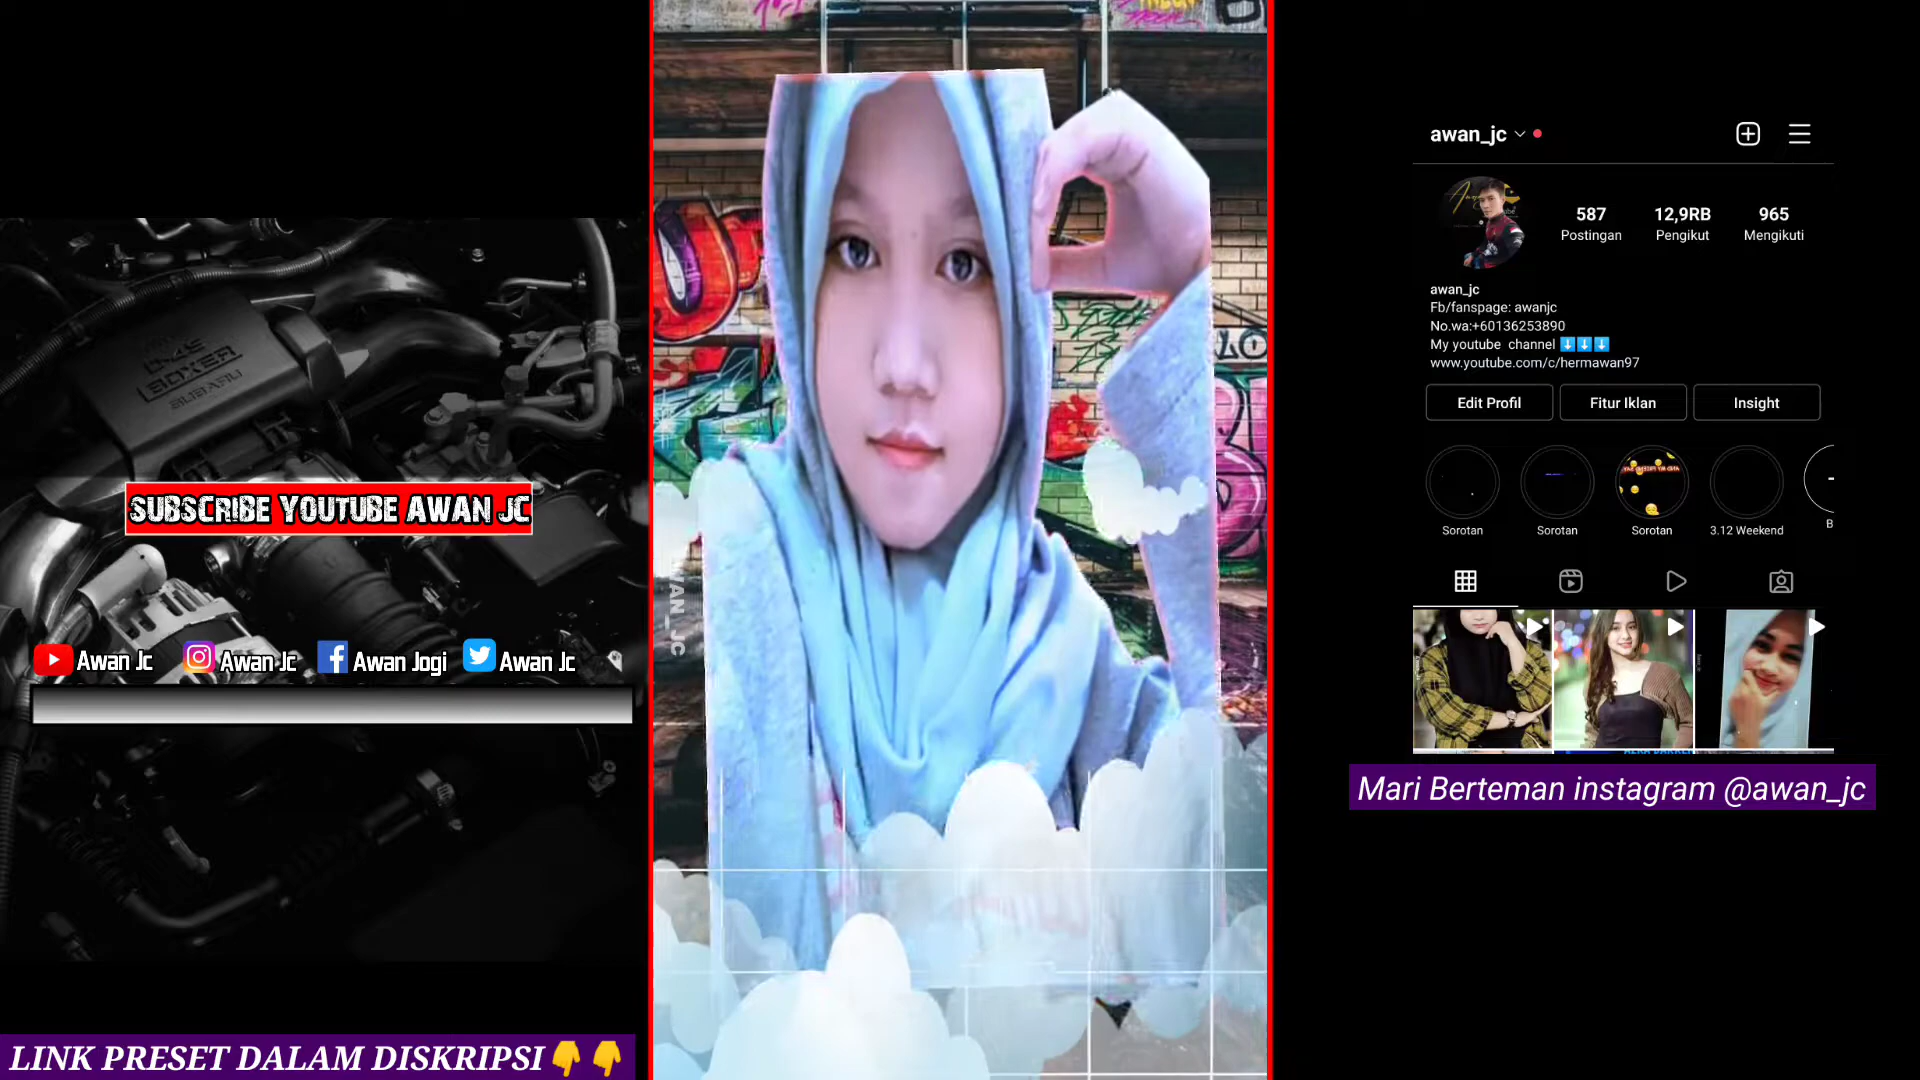 SUBSCRIBE YOUTUBE AWAN JC
Awan Jc
Awan Jc
Awan Jogi
Awan Jc
LINK PRESET DALAM DISKRIPSI👇👇
BOXER
SUBARU
AWAN_JC
awan_jc
587
12,9RB
965
Postingan
Pengikut
Mengikuti
awan_jc
Fb/fanspage: awanjc
No.wa:+60136253890
My youtube channel ⬇️⬇️⬇️
www.youtube.com/c/hermawan97
Edit Profil
Fitur Iklan
Insight
Sorotan
Sorotan
Sorotan
3.12 Weekend
B
Mari Berteman instagram @awan_jc